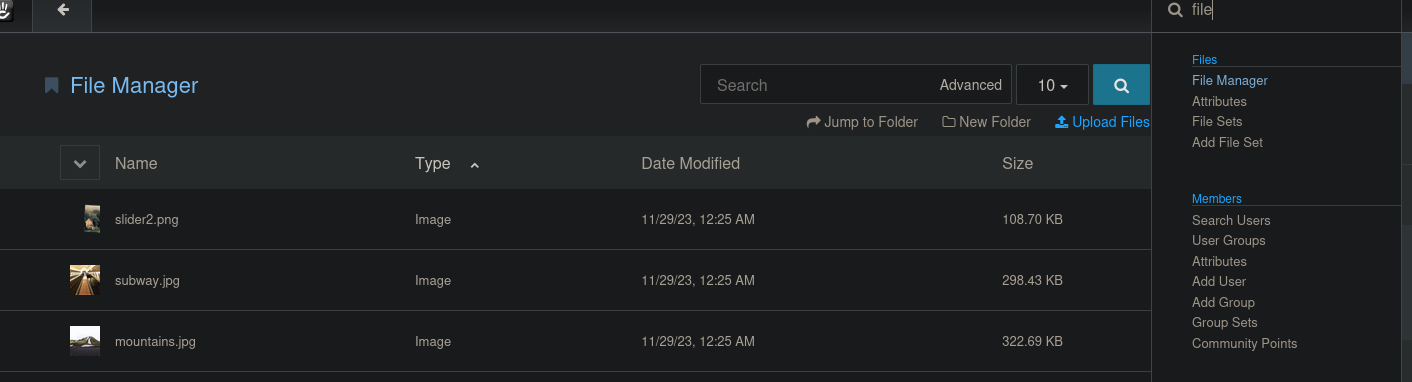 file
File Manager
Search Advanced 10
Jump to Folder New Folder Upload Files
Name Type Date Modified Size
slider2.png Image 11/29/23, 12:25 AM 108.70 KB
subway.jpg Image 11/29/23, 12:25 AM 298.43 KB
mountains.jpg Image 11/29/23, 12:25 AM 322.69 KB
Files
File Manager
Attributes
File Sets
Add File Set
Members
Search Users
User Groups
Attributes
Add User
Add Group
Group Sets
Community Points